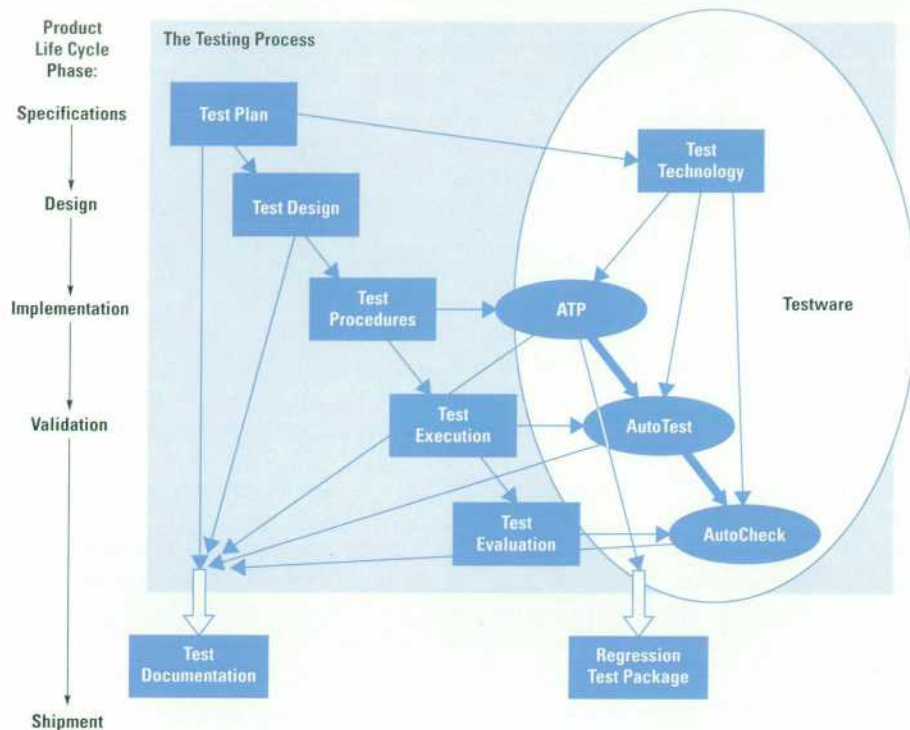 Product
Life Cycle
Phase:
Specifications
Design
Implementation
Validation
Shipment
The Testing Process
Test Plan
Test Design
Test
Procedures
Test
Execution
Test
Evaluation
Test
Technology
ATP
AutoTest
AutoCheck
Testware
Test
Documentation
Regression
Test Package